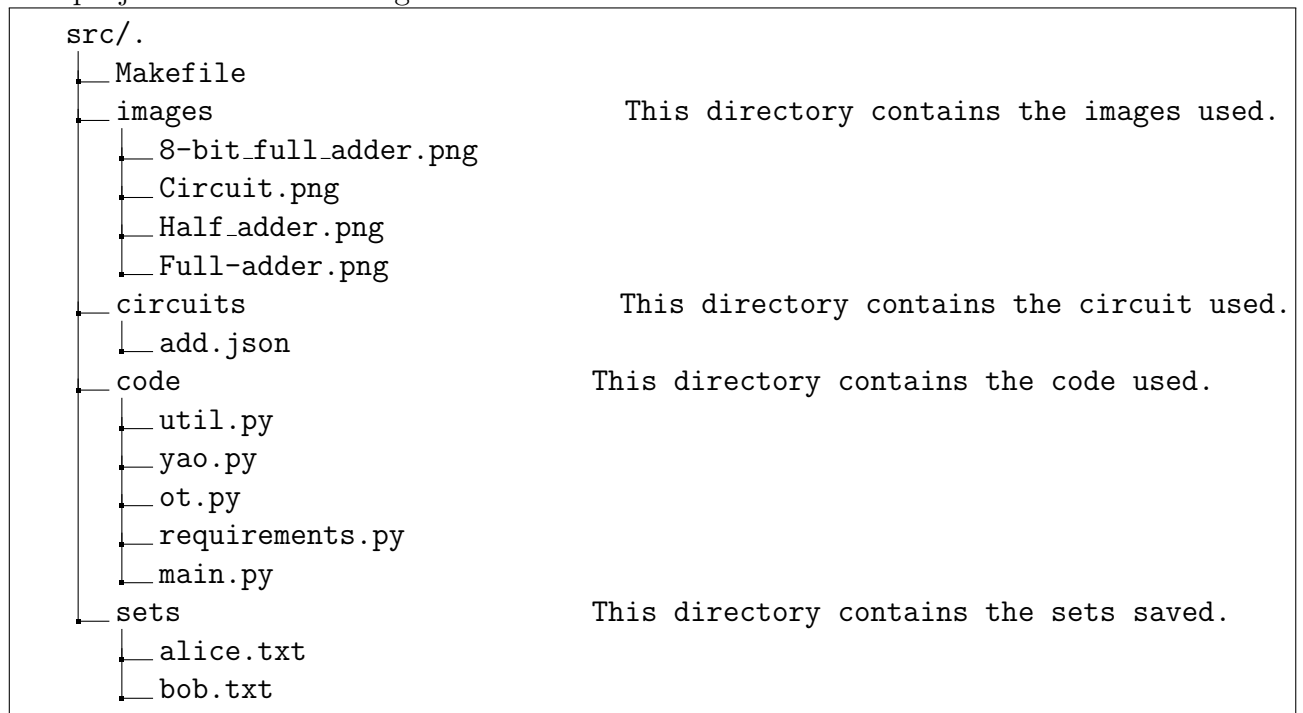 src/.
Makefile
images This directory contains the images used.
8-bit_full_adder.png
Circuit.png
Half_adder.png
Full-adder.png
circuits This directory contains the circuit used.
add.json
code This directory contains the code used.
util.py
yao.py
ot.py
requirements.py
main.py
sets This directory contains the sets saved.
alice.txt
bob.txt